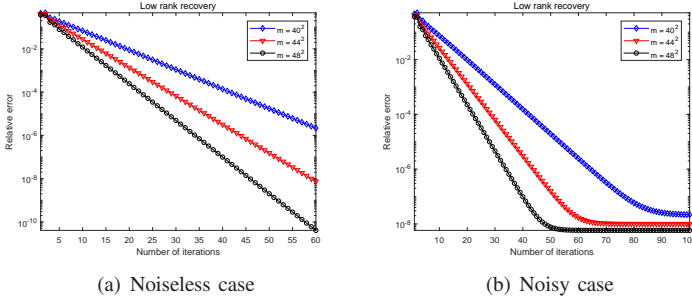 Low rank recovery
m = 40²
m = 44²
m = 48²
Relative error
10⁻²
10⁻⁴
10⁻⁶
10⁻⁸
10⁻¹⁰
5 10 15 20 25 30 35 40 45 50 55 60
Number of iterations
(a) Noiseless case
Low rank recovery
m = 40²
m = 44²
m = 48²
Relative error
10⁻²
10⁻⁴
10⁻⁶
10⁻⁸
10 20 30 40 50 60 70 80 90 10
Number of iterations
(b) Noisy case